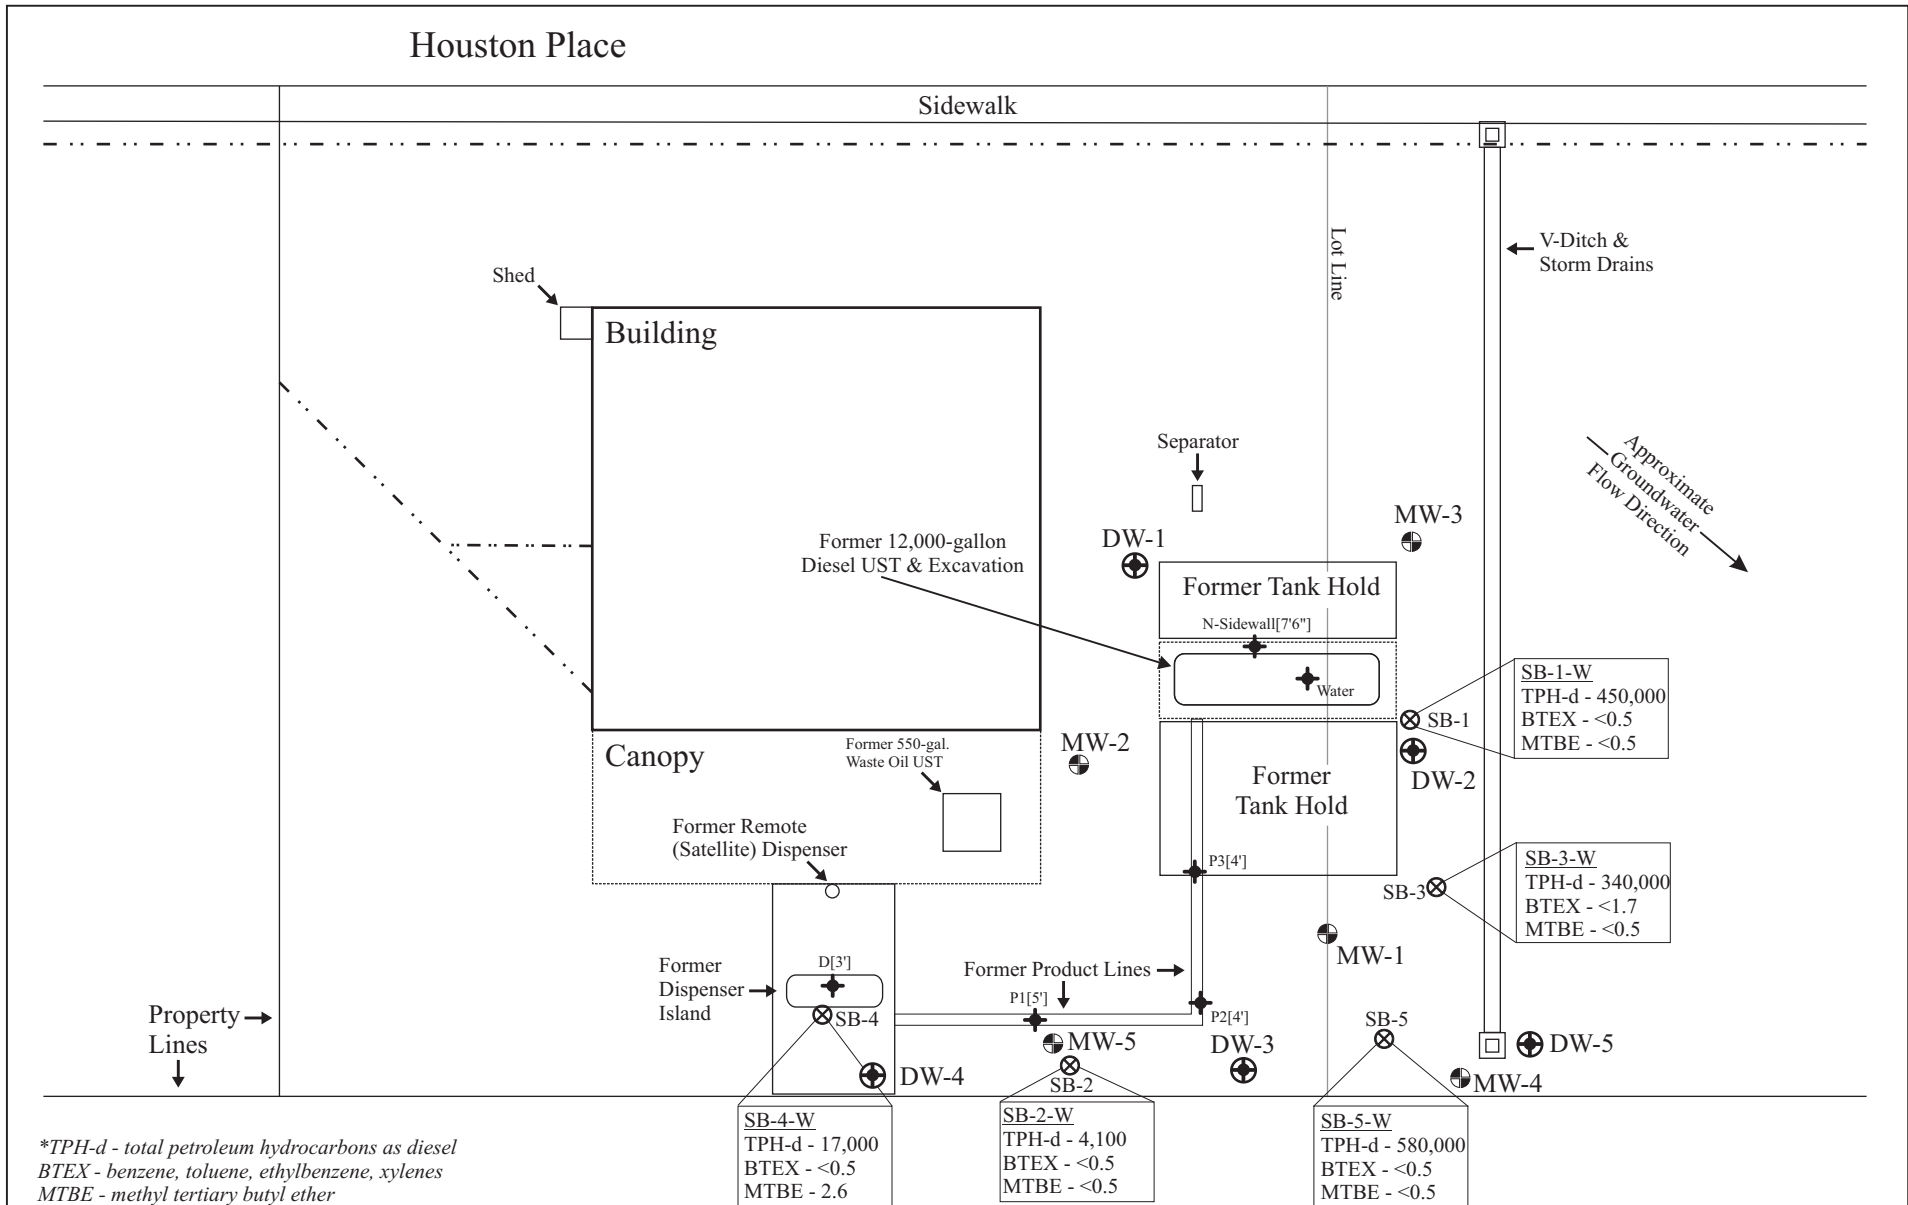 Houston Place
Sidewalk
Lot Line
V-Ditch &
Storm Drains
Shed
Building
Separator
Approximate
Groundwater
Flow Direction
MW-3
DW-1
Former 12,000-gallon
Diesel UST & Excavation
Former Tank Hold
N-Sidewall[7'6"]
Water
SB-1
SB-1-W
TPH-d - 450,000
BTEX - <0.5
MTBE - <0.5
MW-2
DW-2
Canopy
Former 550-gal.
Waste Oil UST
Former
Tank Hold
Former Remote
(Satellite) Dispenser
P3[4']
SB-3
SB-3-W
TPH-d - 340,000
BTEX - <1.7
MTBE - <0.5
MW-1
Former
Dispenser
Island
D[3']
Former Product Lines
P1[5']
P2[4']
SB-4
SB-5
Property
Lines
MW-5
DW-3
DW-5
DW-4
SB-2
MW-4
SB-4-W
TPH-d - 17,000
BTEX - <0.5
MTBE - 2.6
SB-2-W
TPH-d - 4,100
BTEX - <0.5
MTBE - <0.5
SB-5-W
TPH-d - 580,000
BTEX - <0.5
MTBE - <0.5
*TPH-d - total petroleum hydrocarbons as diesel
BTEX - benzene, toluene, ethylbenzene, xylenes
MTBE - methyl tertiary butyl ether